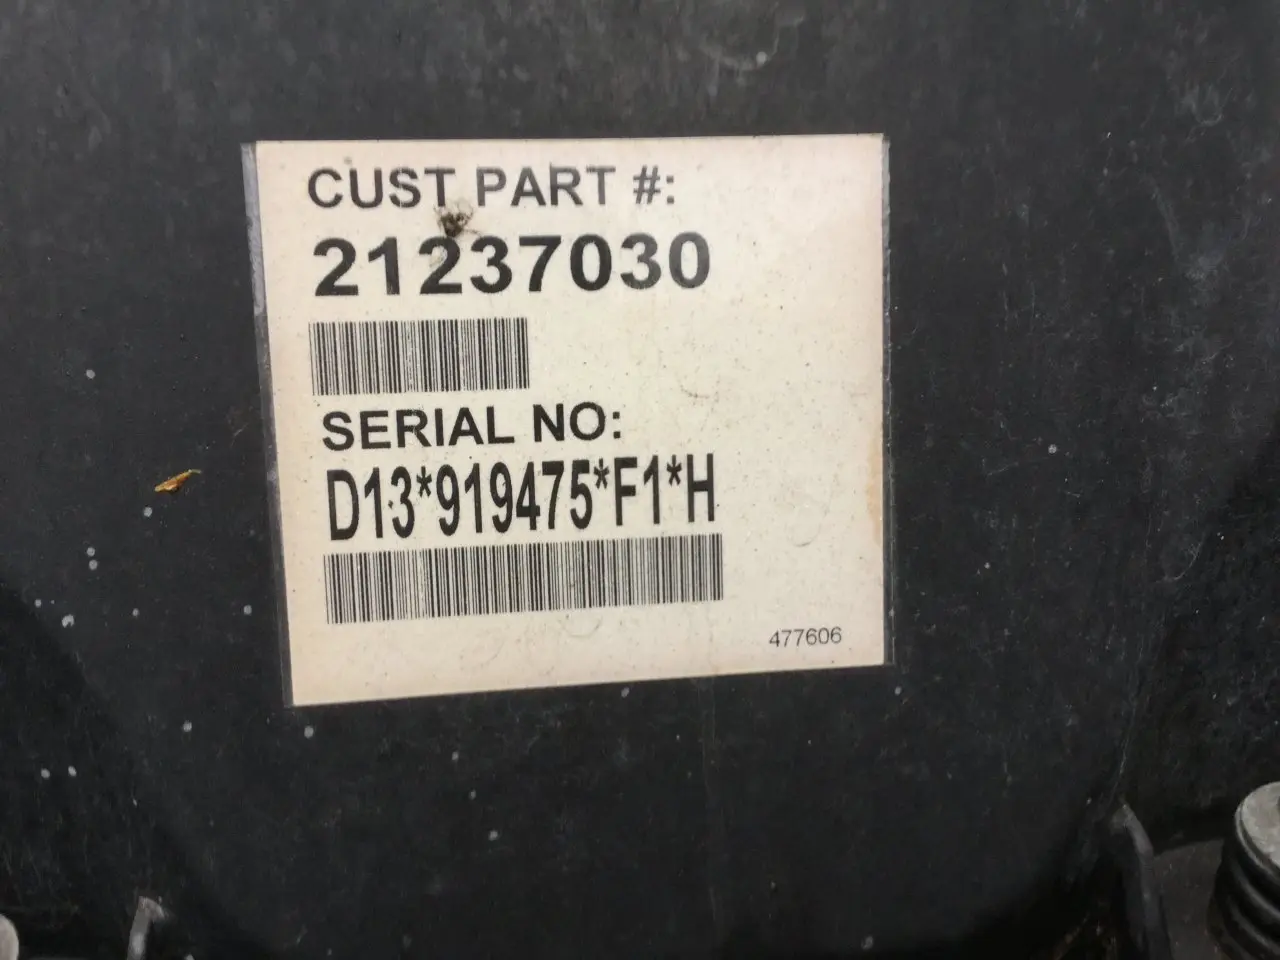 CUST PART #:
21237030
SERIAL NO:
D13*919475*F1*H
477606